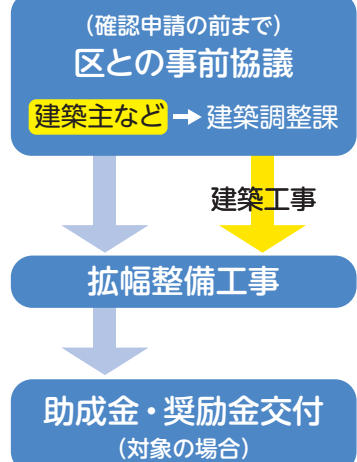 （確認申請の前まで）
区との事前協議
建築主など → 建築調整課
建築工事
拡幅整備工事
助成金・奨励金交付
（対象の場合）